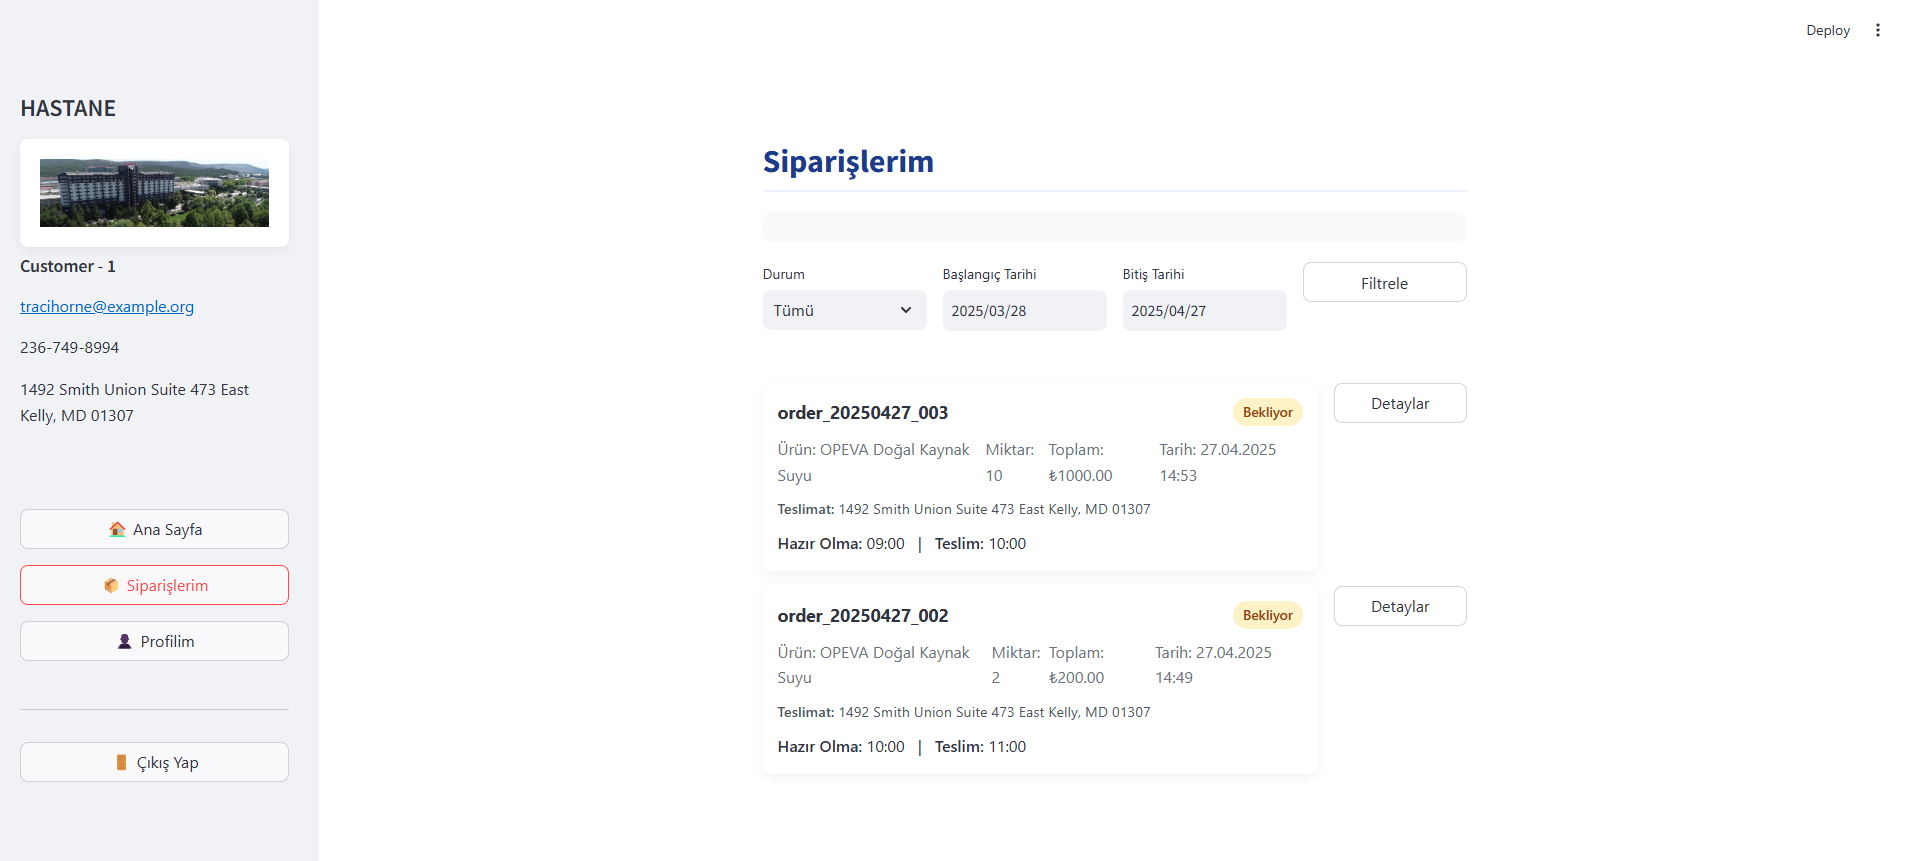 Deploy
HASTANE
Customer - 1
tracihorne@example.org
236-749-8994
1492 Smith Union Suite 473 East
Kelly, MD 01307
Ana Sayfa
Siparişlerim
Profilim
Çıkış Yap
Siparişlerim
Durum
Tümü
Başlangıç Tarihi
2025/03/28
Bitiş Tarihi
2025/04/27
Filtrele
order_20250427_003
Bekliyor
Detaylar
Ürün: OPEVA Doğal Kaynak
Suyu
Miktar:
10
Toplam:
₺1000.00
Tarih: 27.04.2025
14:53
Teslimat: 1492 Smith Union Suite 473 East Kelly, MD 01307
Hazır Olma: 09:00 | Teslim: 10:00
order_20250427_002
Bekliyor
Detaylar
Ürün: OPEVA Doğal Kaynak
Suyu
Miktar:
2
Toplam:
₺200.00
Tarih: 27.04.2025
14:49
Teslimat: 1492 Smith Union Suite 473 East Kelly, MD 01307
Hazır Olma: 10:00 | Teslim: 11:00